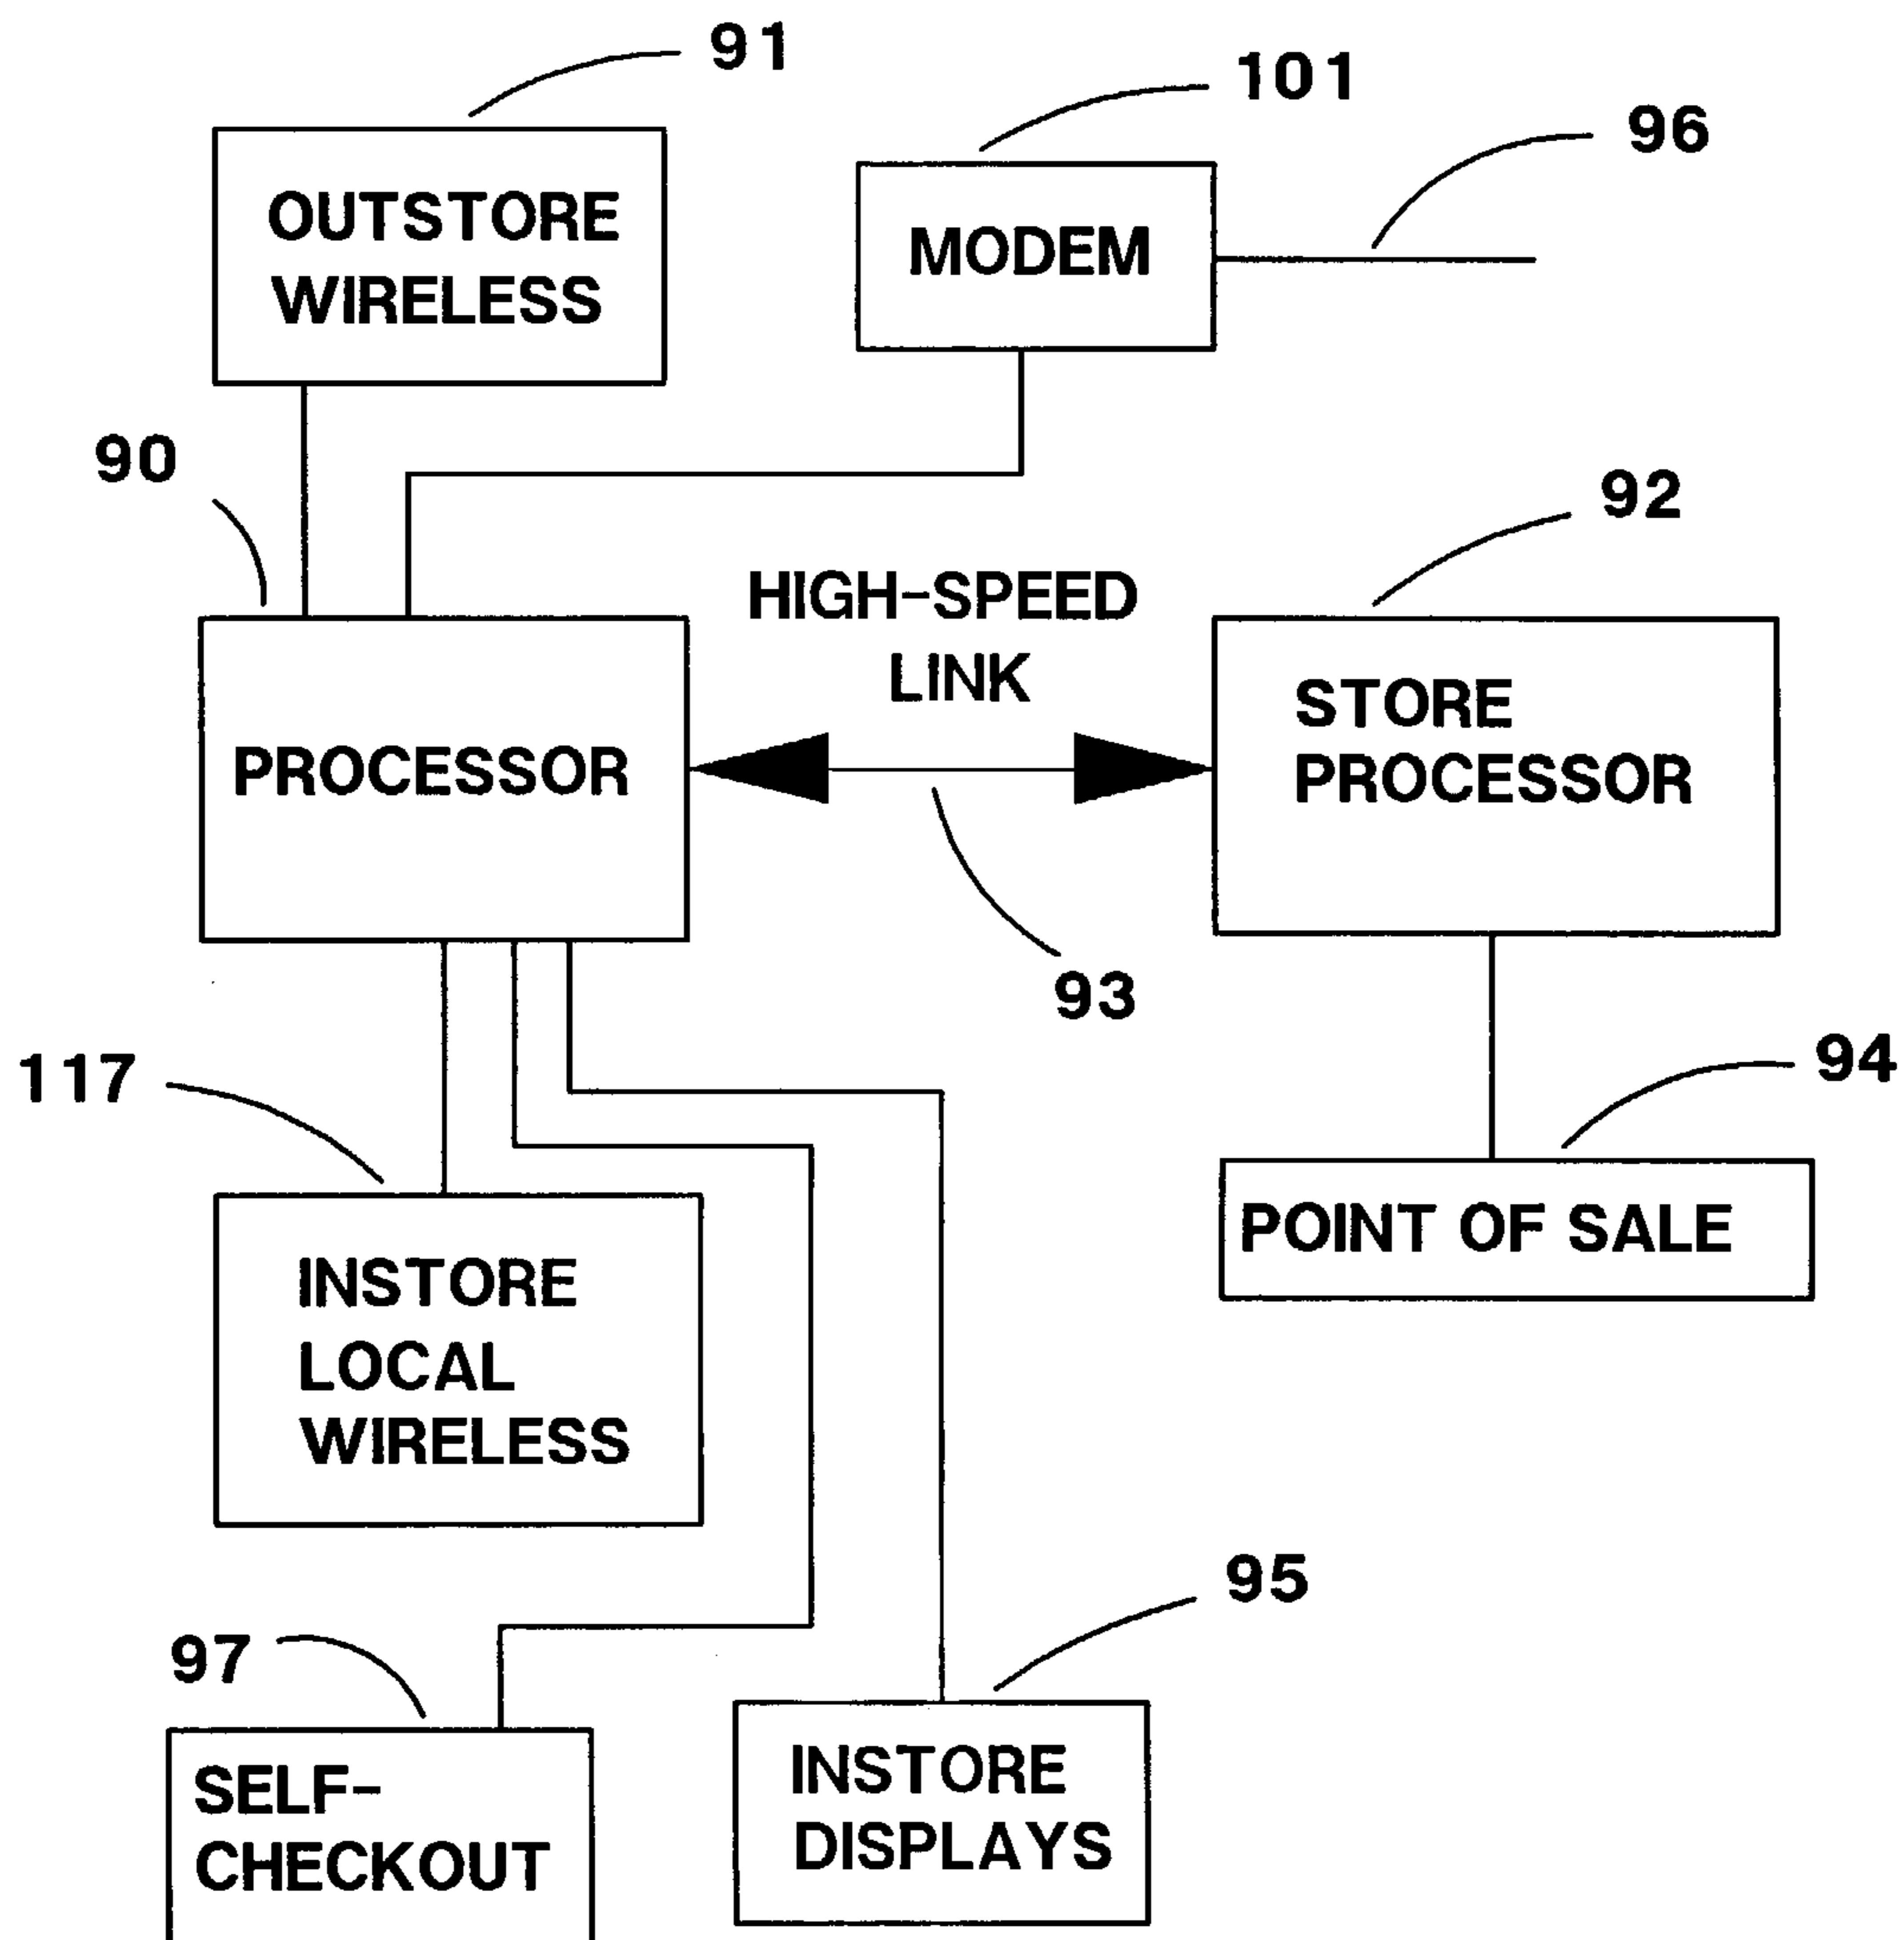 91
101
96
OUTSTORE
WIRELESS
MODEM
90
92
HIGH-SPEED
LINK
PROCESSOR
STORE
PROCESSOR
93
117
94
POINT OF SALE
INSTORE
LOCAL
WIRELESS
95
97
SELF-
CHECKOUT
INSTORE
DISPLAYS